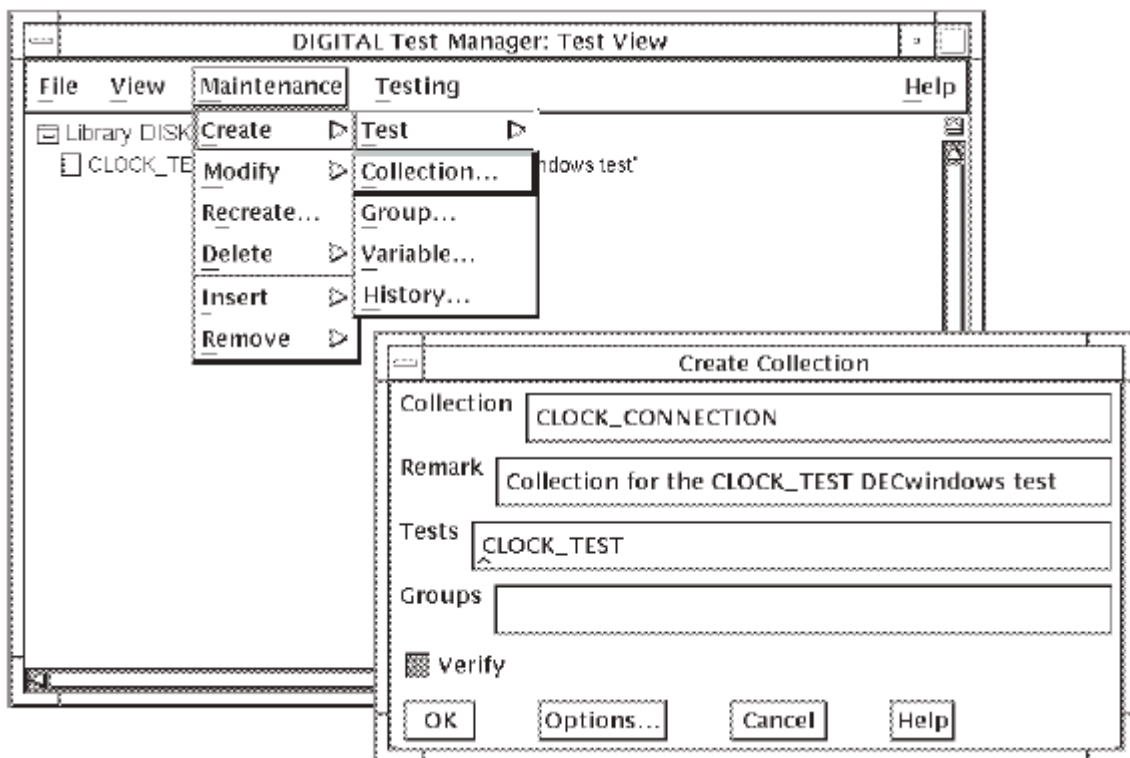 DIGITAL Test Manager: Test View
File View Maintenance Testing Help
Library DISK
CLOCK_TE ndows test"
Create Test
Modify Collection...
Recreate... Group...
Delete Variable...
Insert History...
Remove
Create Collection
Collection CLOCK_CONNECTION
Remark Collection for the CLOCK_TEST DECwindows test
Tests CLOCK_TEST
Groups
Verify
OK Options... Cancel Help